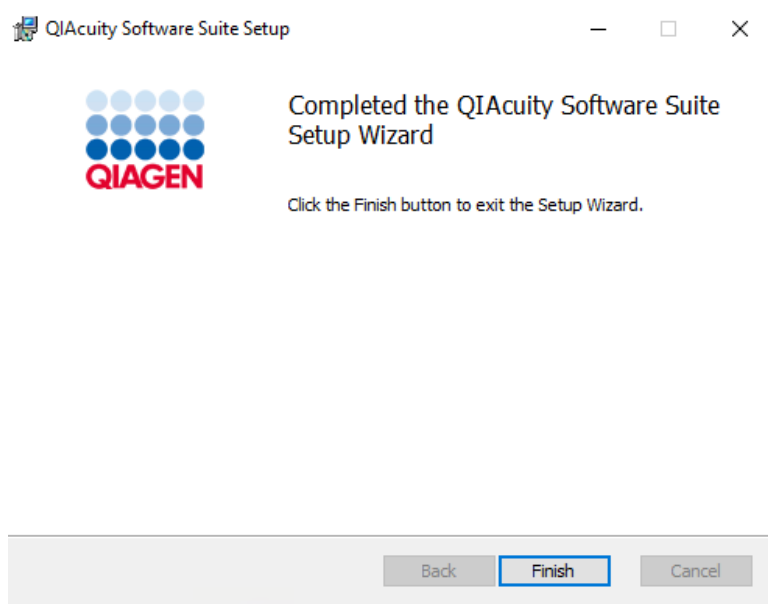 QIAcuity Software Suite Setup
QIAGEN
Completed the QIAcuity Software Suite
Setup Wizard
Click the Finish button to exit the Setup Wizard.
Back Finish Cancel